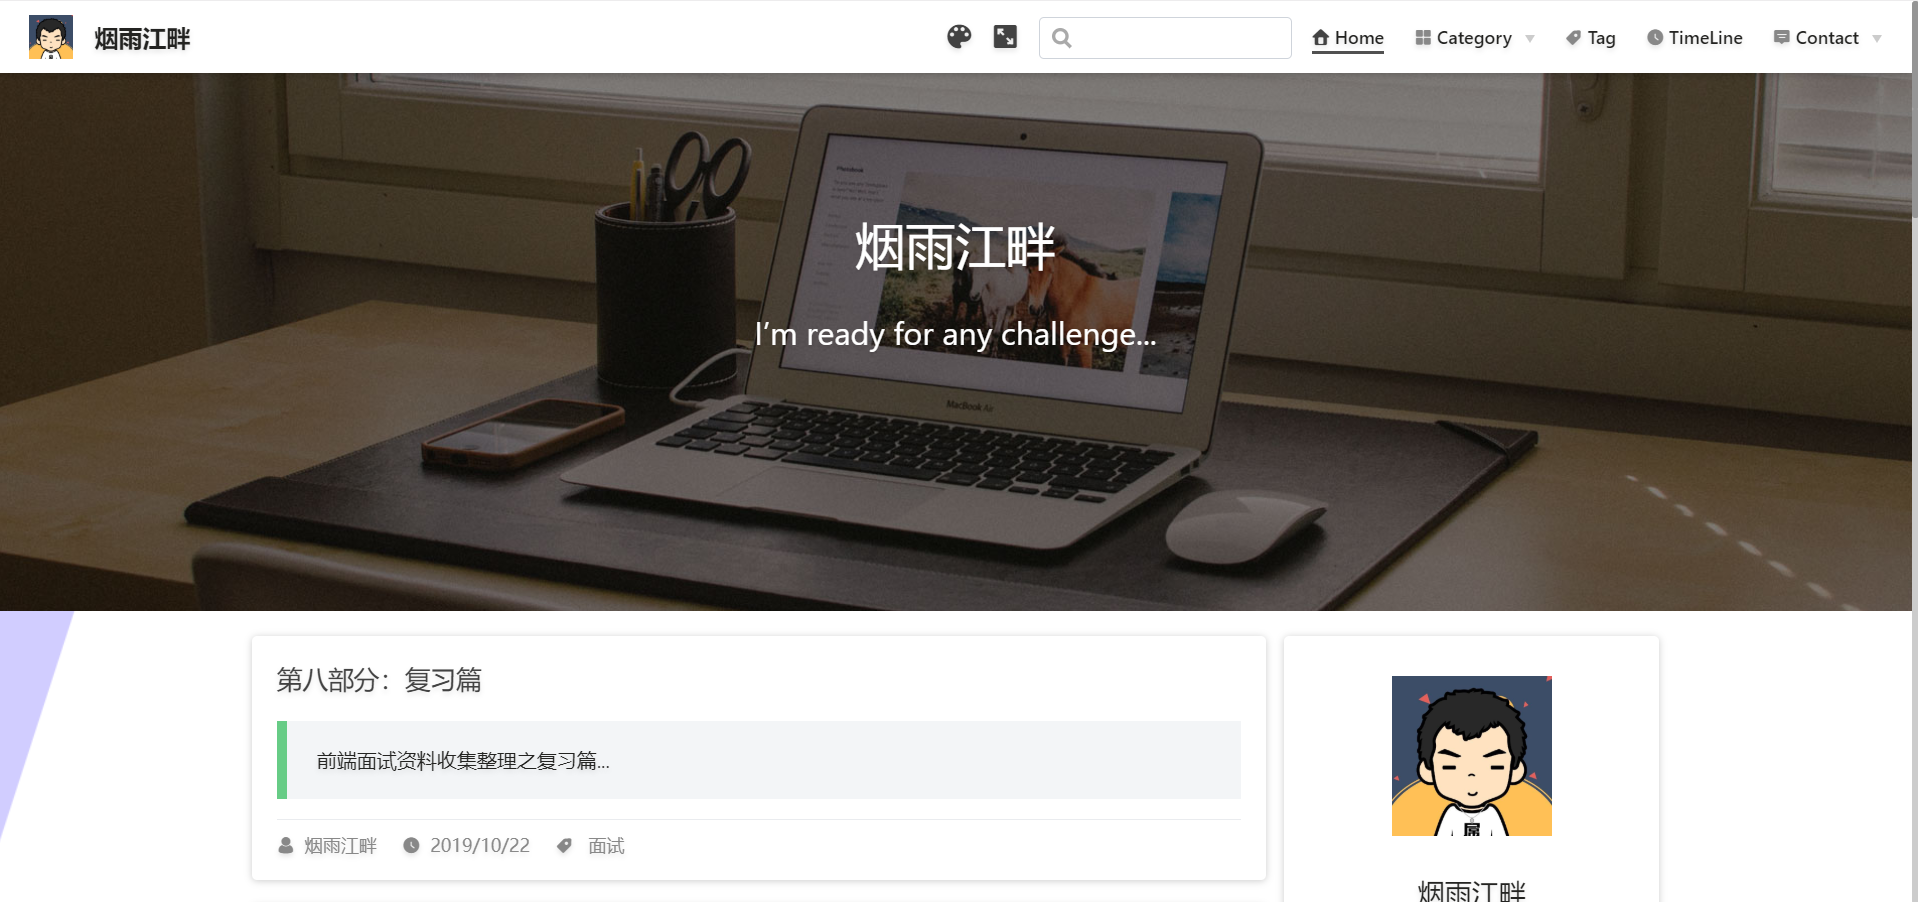 烟雨江畔
Home
Category
Tag
TimeLine
Contact
烟雨江畔
I’m ready for any challenge...
MacBook Air
第八部分：复习篇
前端面试资料收集整理之复习篇...
烟雨江畔 2019/10/22 面试
烟雨江畔